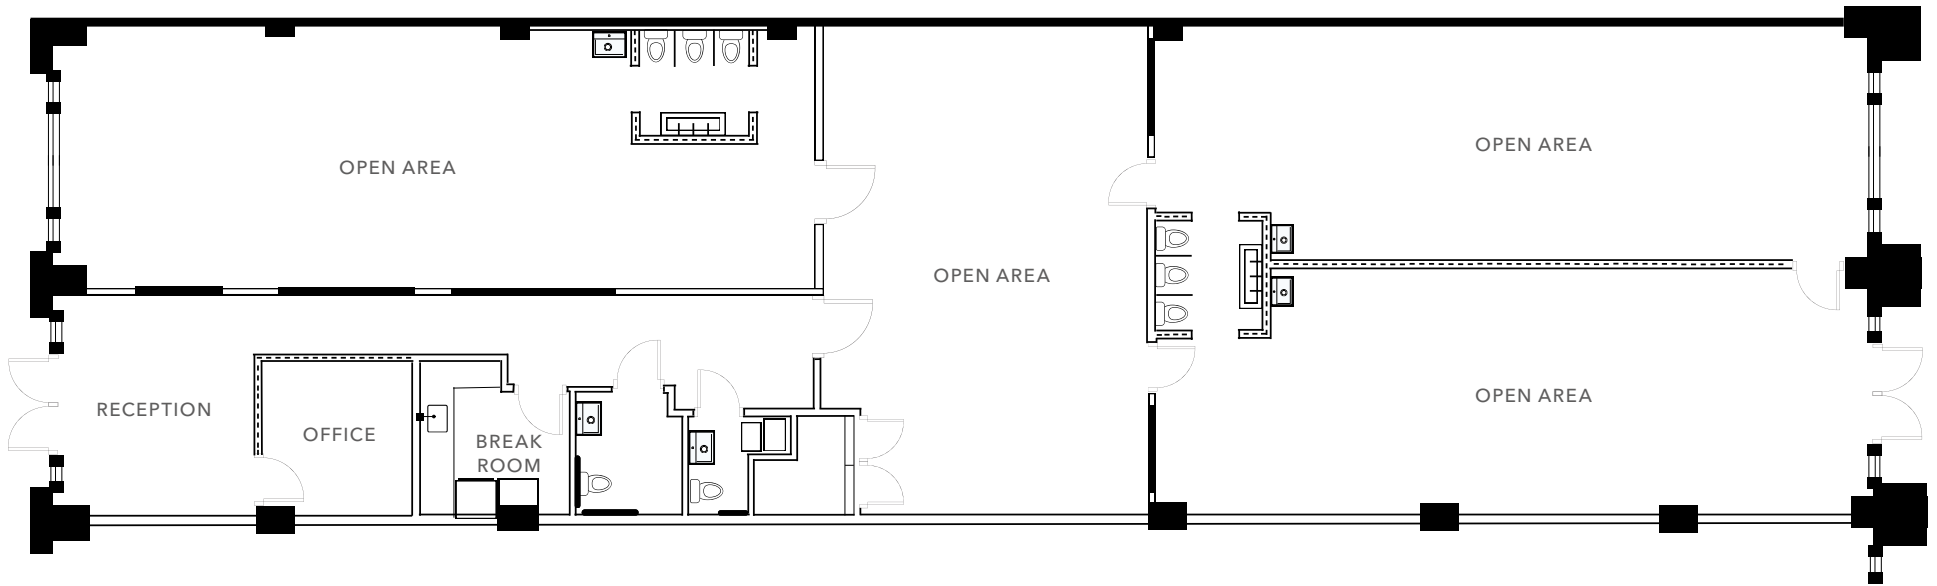 OPEN AREA
OPEN AREA
OPEN AREA
OPEN AREA
RECEPTION
OFFICE
BREAK
ROOM